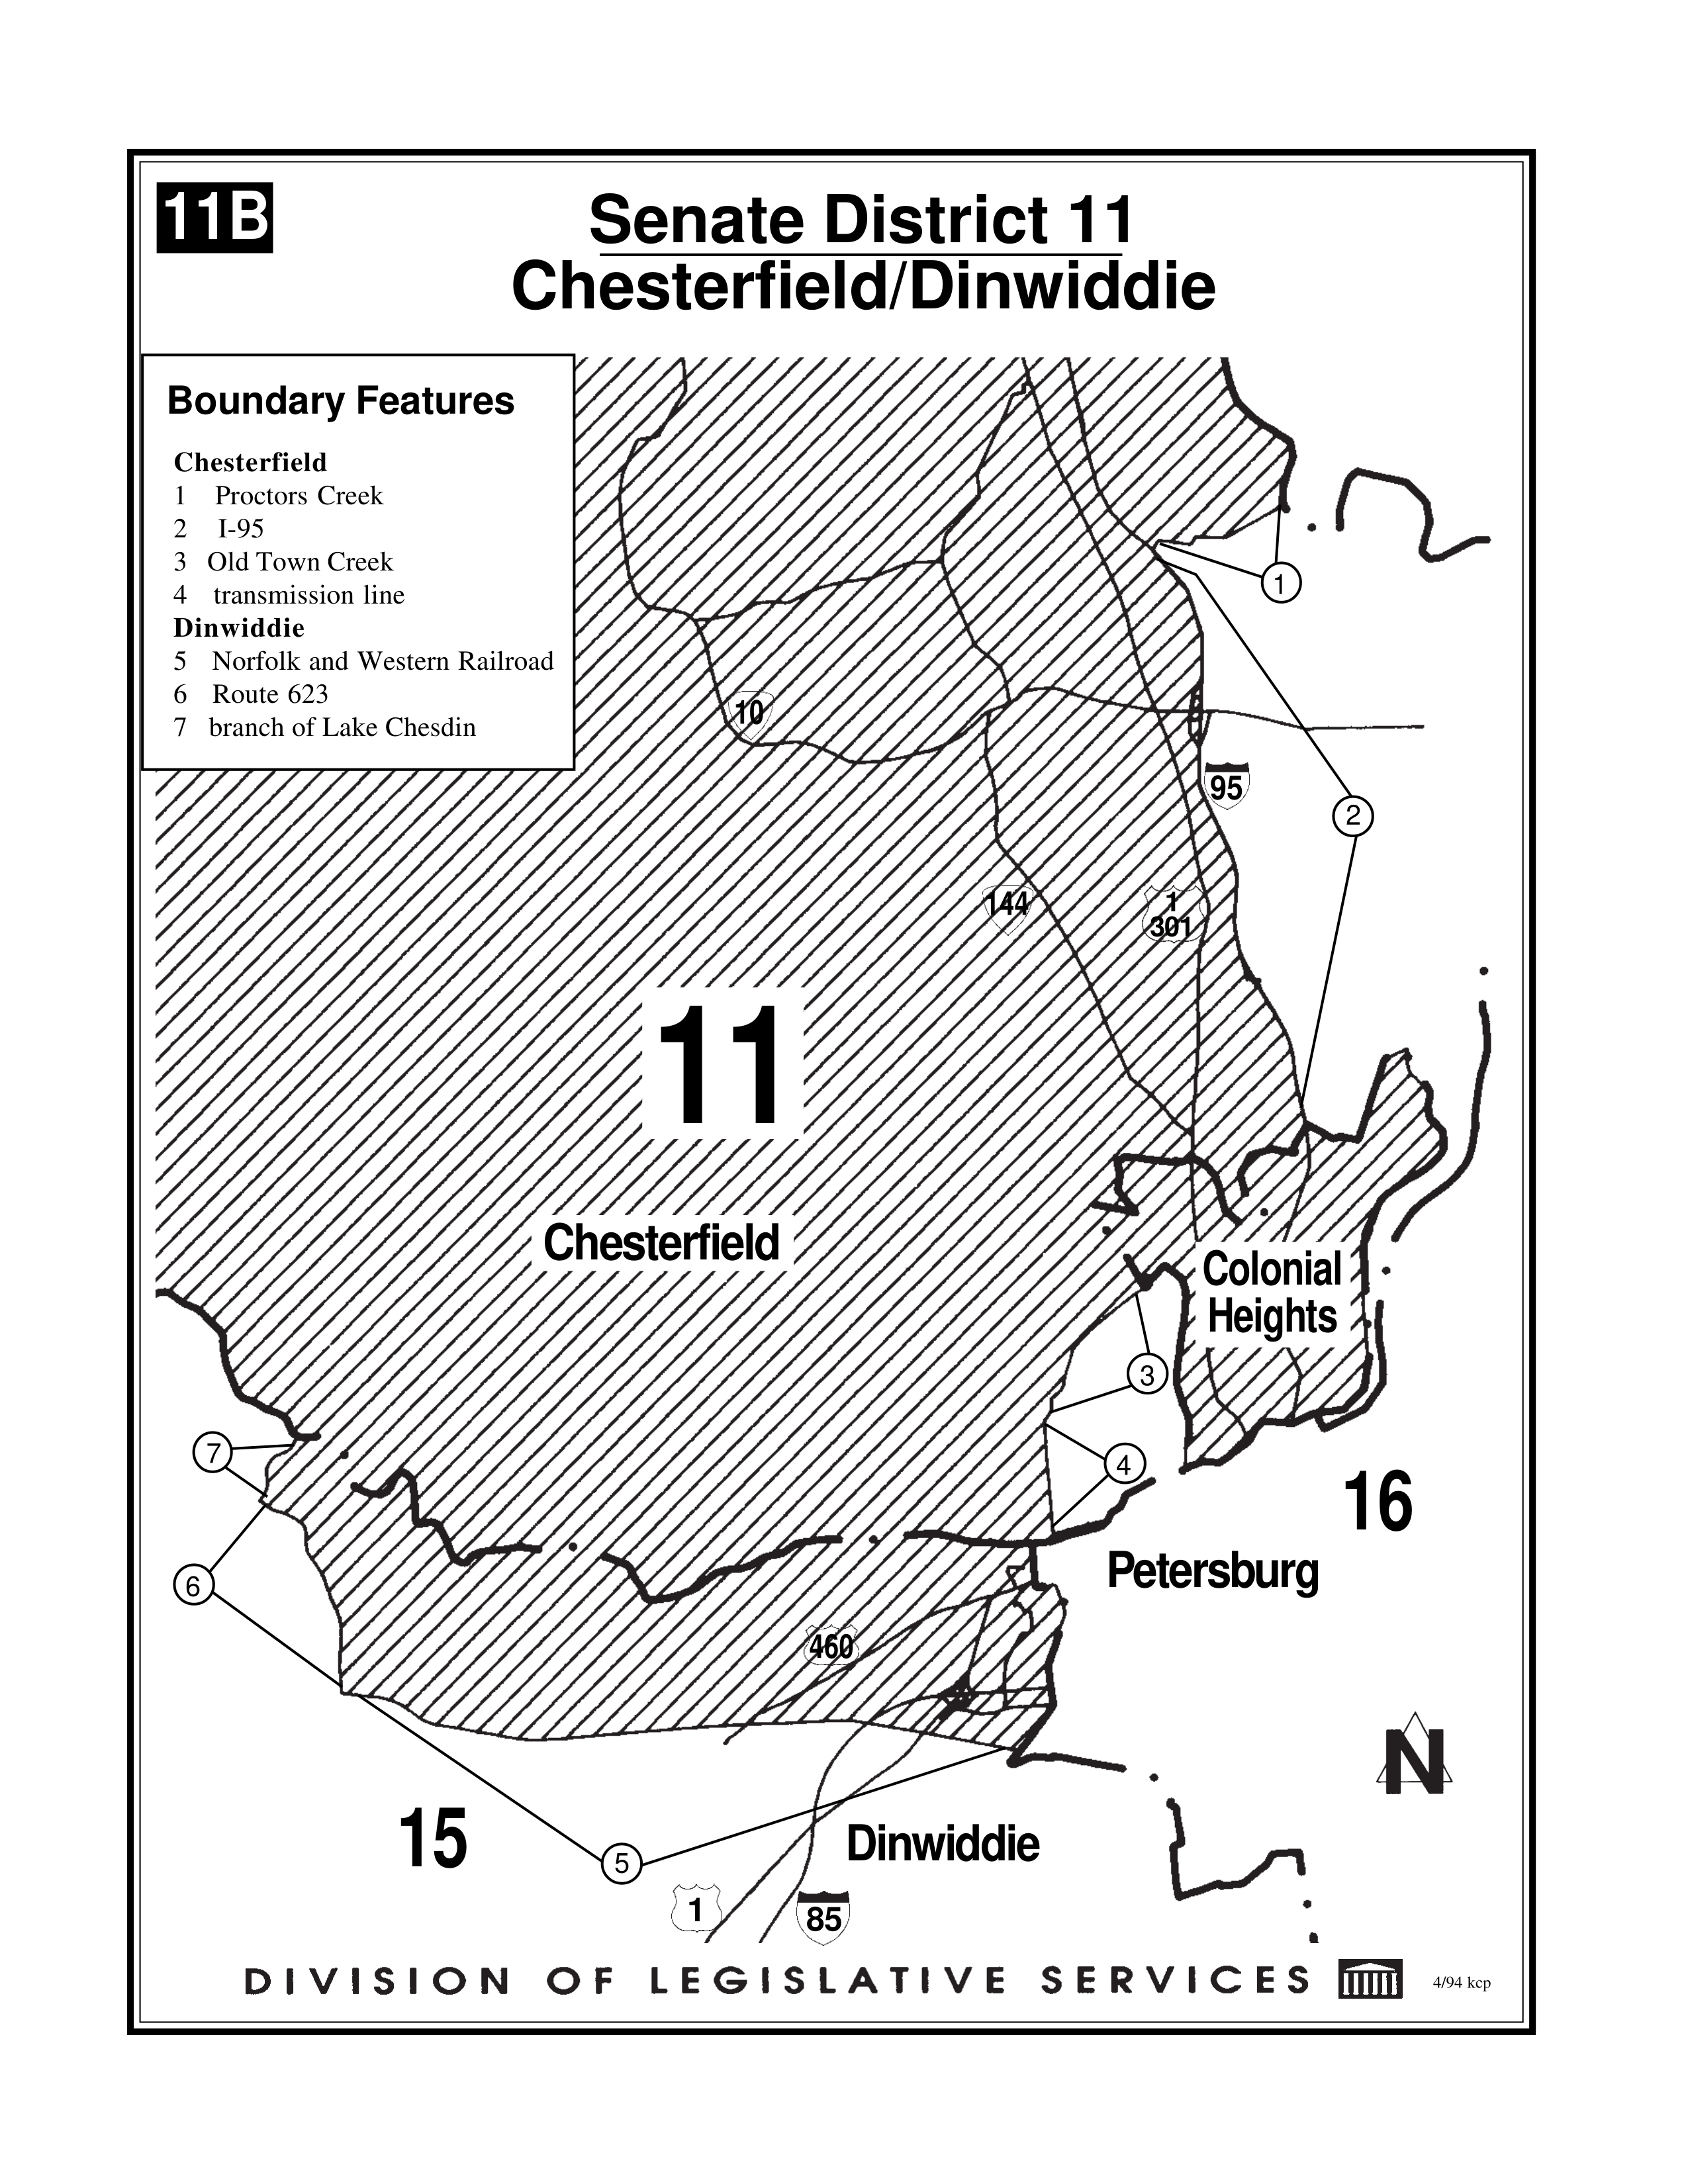 11B
Senate District 11
Chesterfield/Dinwiddie
Boundary Features
Chesterfield
1 Proctors Creek
2 I-95
3 Old Town Creek
4 transmission line
Dinwiddie
5 Norfolk and Western Railroad
6 Route 623
7 branch of Lake Chesdin
1
10
95
2
144
1
301
11
Chesterfield
Colonial
Heights
3
7
4
16
6
Petersburg
460
N
15
Dinwiddie
5
1
85
DIVISION OF LEGISLATIVE SERVICES
4/94 kcp